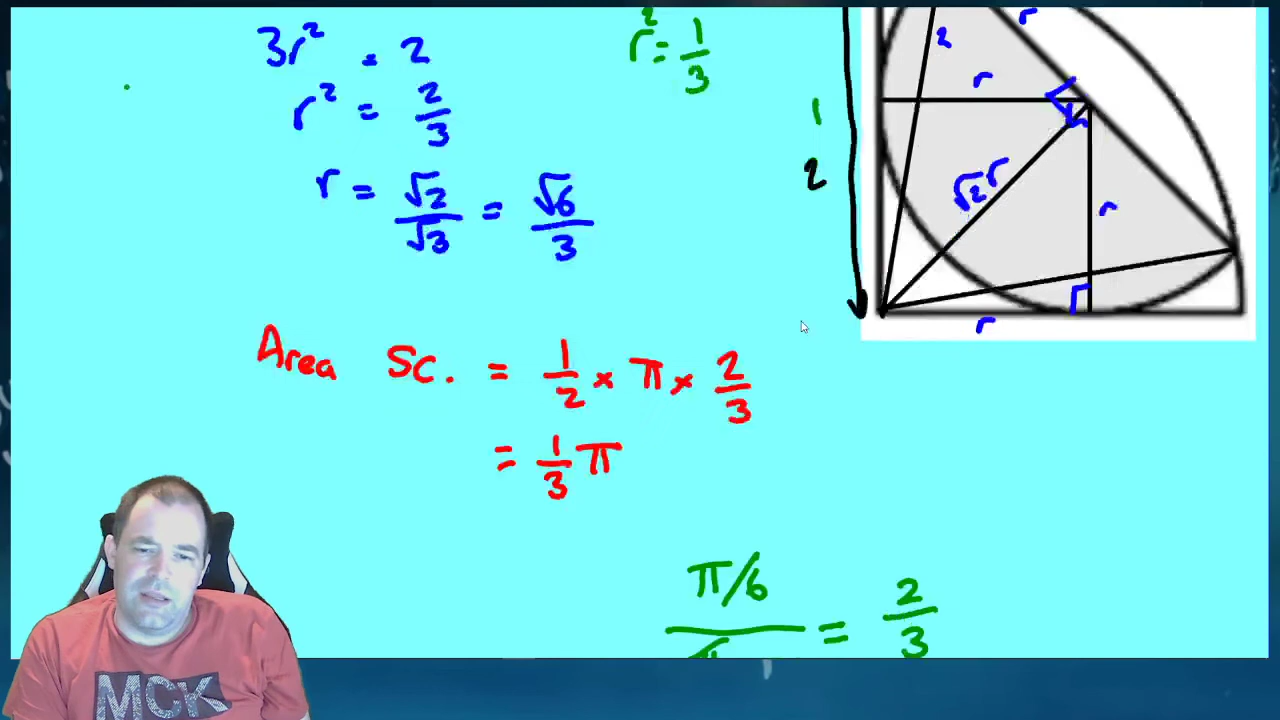 3r² = 2
r² = 2/3
r = √2/√3 = √6/3
r² = 1/3
1
2
r
2
r
√2 r
r
r
Area SC. = 1/2 × π × 2/3
= 1/3 π
π/6
= 2/3
MCK